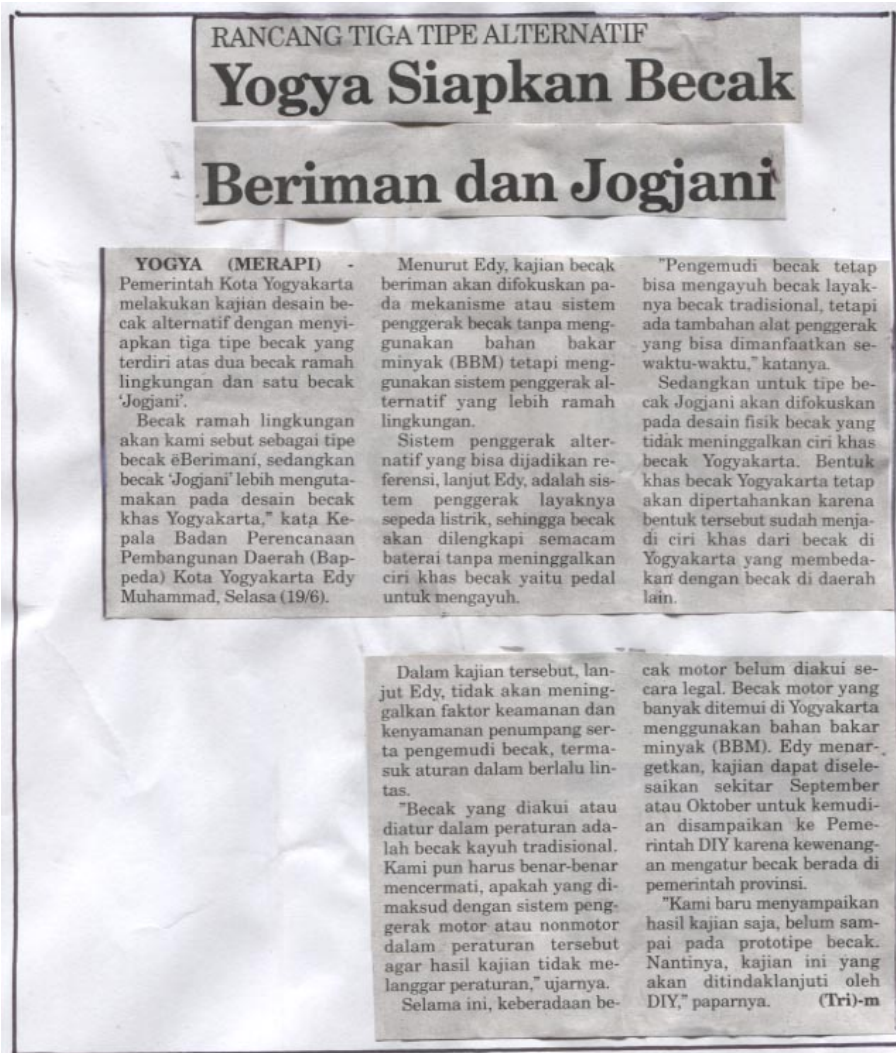 RANCANG TIGA TIPE ALTERNATIF
Yogya Siapkan Becak
Beriman dan Jogjani
YOGYA (MERAPI) -
Pemerintah Kota Yogyakarta
melakukan kajian desain be-
cak alternatif dengan menyi-
apkan tiga tipe becak yang
terdiri atas dua becak ramah
lingkungan dan satu becak
'Jogjani'.
Becak ramah lingkungan
akan kami sebut sebagai tipe
becak ëBerimaní, sedangkan
becak 'Jogjani' lebih menguta-
makan pada desain becak
khas Yogyakarta," kata Ke-
pala Badan Perencanaan
Pembangunan Daerah (Bap-
peda) Kota Yogyakarta Edy
Muhammad, Selasa (19/6).
Menurut Edy, kajian becak
beriman akan difokuskan pa-
da mekanisme atau sistem
penggerak becak tanpa meng-
gunakan bahan bakar
minyak (BBM) tetapi meng-
gunakan sistem penggerak al-
ternatif yang lebih ramah
lingkungan.
Sistem penggerak alter-
natif yang bisa dijadikan re-
ferensi, lanjut Edy, adalah sis-
tem penggerak layaknya
sepeda listrik, sehingga becak
akan dilengkapi semacam
baterai tanpa meninggalkan
ciri khas becak yaitu pedal
untuk mengayuh.
"Pengemudi becak tetap
bisa mengayuh becak layak-
nya becak tradisional, tetapi
ada tambahan alat penggerak
yang bisa dimanfaatkan se-
waktu-waktu," katanya.
Sedangkan untuk tipe be-
cak Jogjani akan difokuskan
pada desain fisik becak yang
tidak meninggalkan ciri khas
becak Yogyakarta. Bentuk
khas becak Yogyakarta tetap
akan dipertahankan karena
bentuk tersebut sudah menja-
di ciri khas dari becak di
Yogyakarta yang membeda-
kan dengan becak di daerah
lain.
Dalam kajian tersebut, lan-
jut Edy, tidak akan mening-
galkan faktor keamanan dan
kenyamanan penumpang ser-
ta pengemudi becak, terma-
suk aturan dalam berlalu lin-
tas.
"Becak yang diakui atau
diatur dalam peraturan ada-
lah becak kayuh tradisional.
Kami pun harus benar-benar
mencermati, apakah yang di-
maksud dengan sistem peng-
gerak motor atau nonmotor
dalam peraturan tersebut
agar hasil kajian tidak me-
langgar peraturan," ujarnya.
Selama ini, keberadaan be-
cak motor belum diakui se-
cara legal. Becak motor yang
banyak ditemui di Yogyakarta
menggunakan bahan bakar
minyak (BBM). Edy menar-
getkan, kajian dapat disele-
saikan sekitar September
atau Oktober untuk kemudi-
an disampaikan ke Peme-
rintah DIY karena kewenang-
an mengatur becak berada di
pemerintah provinsi.
"Kami baru menyampaikan
hasil kajian saja, belum sam-
pai pada prototipe becak.
Nantinya, kajian ini yang
akan ditindaklanjuti oleh
DIY," paparnya. (Tri)-m